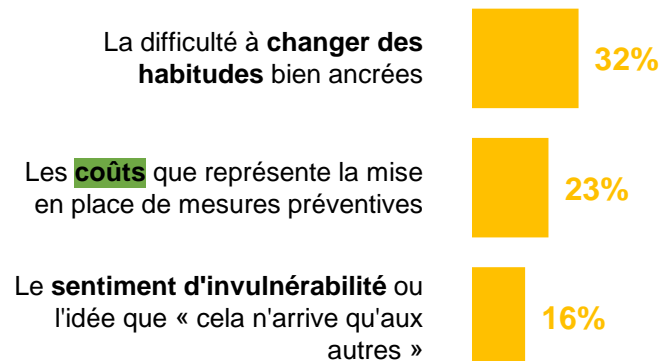 La difficulté à changer des
habitudes bien ancrées
32%
Les coûts que représente la mise
en place de mesures préventives
23%
Le sentiment d'invulnérabilité ou
l'idée que « cela n'arrive qu'aux
autres »
16%